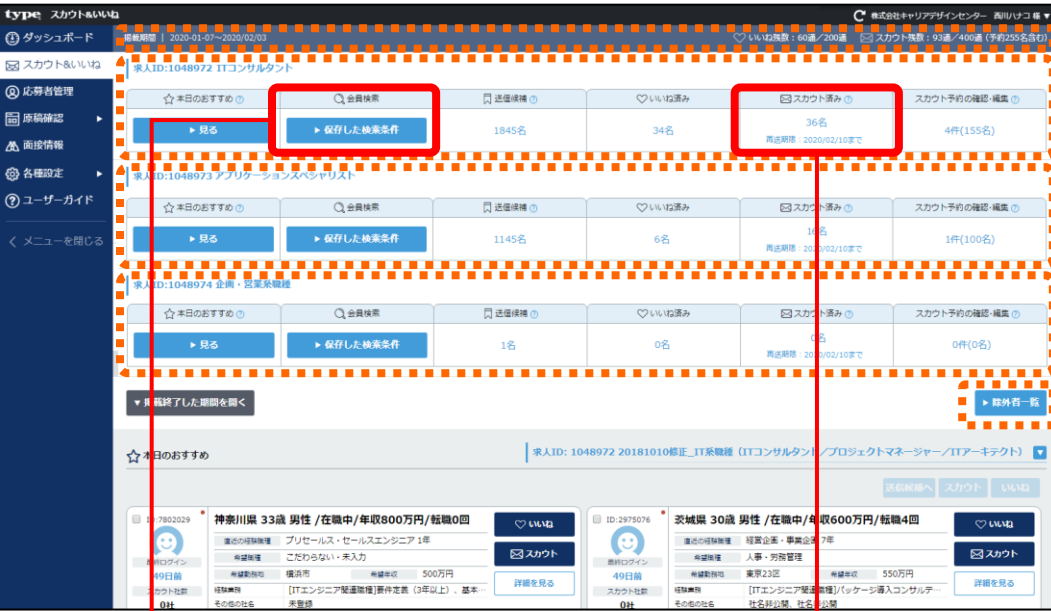 type スカウト&いいね
株式会社キャリアデザインセンター 西川ハナコ 様 ▼
ダッシュボード
スカウト&いいね
応募者管理
原稿確認 ▶
面接情報
各種設定 ▶
ユーザーガイド
く メニューを閉じる
掲載期間 | 2020-01-07~2020/02/03
いいね残数:60通/200通 スカウト残数:93通/400通 (予約255名含む)
求人ID:1048972 ITコンサルタント
本日のおすすめ ? 会員検索 送信候補 ? いいね済み スカウト済み ? スカウト予約の確認・編集 ?
▶ 見る ▶ 保存した検索条件 1845名 34名 36名 4件(155名)
再送期限:2020/02/10まで
求人ID:1048973 アプリケーションスペシャリスト
本日のおすすめ ? 会員検索 送信候補 ? いいね済み スカウト済み ? スカウト予約の確認・編集 ?
▶ 見る ▶ 保存した検索条件 1145名 6名 16名 1件(100名)
再送期限:2020/02/10まで
求人ID:1048974 企画・営業系職種
本日のおすすめ ? 会員検索 送信候補 ? いいね済み スカウト済み ? スカウト予約の確認・編集 ?
▶ 見る ▶ 保存した検索条件 1名 0名 0名 0件(0名)
再送期限:2020/02/10まで
▼ 掲載終了した期間を開く
▶ 除外者一覧
本日のおすすめ
求人ID: 1048972 20181010修正_IT系職種(ITコンサルタント/プロジェクトマネージャー/ITアーキテクト) ▼
送信候補へ スカウト いいね
ID:7802029
神奈川県 33歳 男性 /在職中/年収800万円/転職0回
いいね
直近の経験職種 プリセールス・セールスエンジニア 1年
希望職種 こだわらない・未入力
スカウト
最終ログイン
49日前
希望勤務地 横浜市 希望年収 500万円
詳細を見る
スカウト社数
0社
経験業務 [ITエンジニア関連職種]要件定義(3年以上)、基本…
その他の社名 未登録
ID:2975076
茨城県 30歳 男性 /在職中/年収600万円/転職4回
いいね
直近の経験職種 経営企画・事業企画 7年
希望職種 人事・労務管理
スカウト
最終ログイン
49日前
希望勤務地 東京23区 希望年収 550万円
詳細を見る
スカウト社数
0社
経験業務 [ITエンジニア関連職種]パッケージ導入コンサルテ…
その他の社名 社名非公開、社名非公開